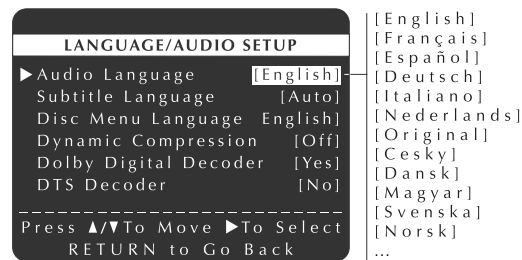 LANGUAGE/AUDIO SETUP
▶Audio Language [English]
Subtitle Language [Auto]
Disc Menu Language English]
Dynamic Compression [Off]
Dolby Digital Decoder [Yes]
DTS Decoder [No]
Press ▲/▼To Move ▶To Select
RETURN to Go Back
[English]
[Français]
[Español]
[Deutsch]
[Italiano]
[Nederlands]
[Original]
[Cesky]
[Dansk]
[Magyar]
[Svenska]
[Norsk]
...